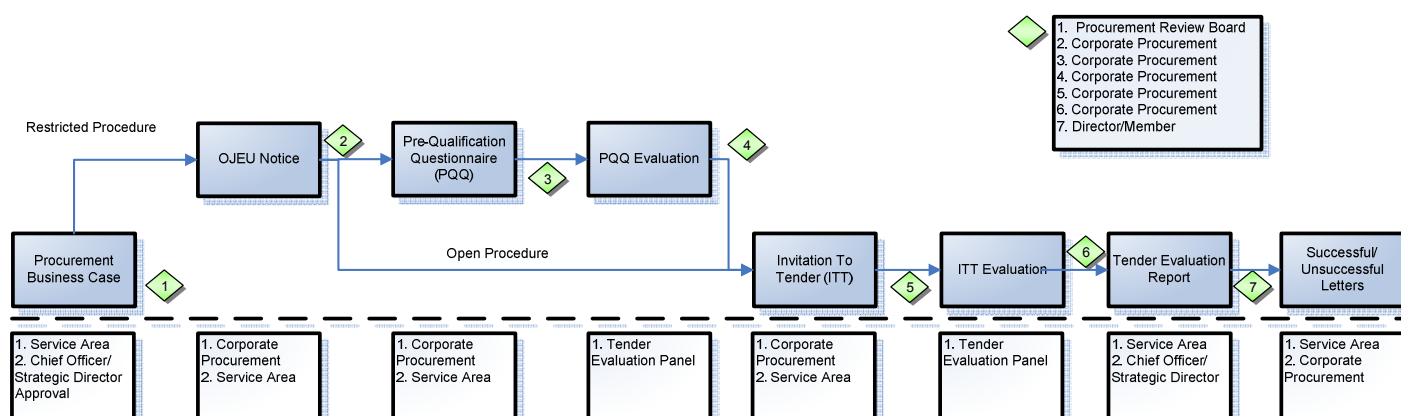 1. Procurement Review Board
2. Corporate Procurement
3. Corporate Procurement
4. Corporate Procurement
5. Corporate Procurement
6. Corporate Procurement
7. Director/Member
Restricted Procedure
OJEU Notice
2
Pre-Qualification
Questionnaire
(PQQ)
3
PQQ Evaluation
4
Open Procedure
Procurement
Business Case
1
Invitation To
Tender (ITT)
5
ITT Evaluation
6
Tender Evaluation
Report
7
Successful/
Unsuccessful
Letters
1. Service Area
2. Chief Officer/
Strategic Director
Approval
1. Corporate
Procurement
2. Service Area
1. Corporate
Procurement
2. Service Area
1. Tender
Evaluation Panel
1. Corporate
Procurement
2. Service Area
1. Tender
Evaluation Panel
1. Service Area
2. Chief Officer/
Strategic Director
1. Service Area
2. Corporate
Procurement